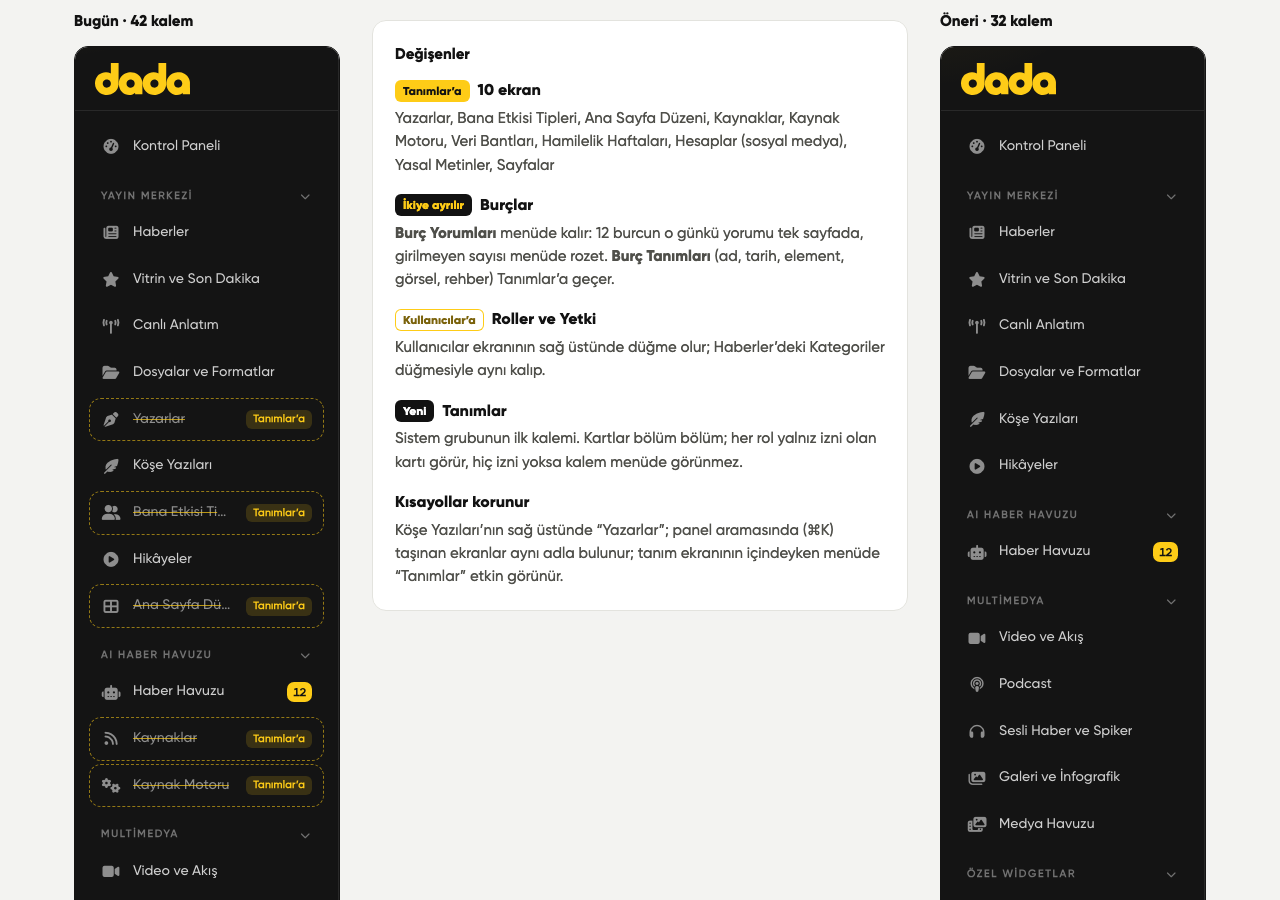 Bugün · 42 kalem
dada
Kontrol Paneli
YAYIN MERKEZİ
Haberler
Vitrin ve Son Dakika
Canlı Anlatım
Dosyalar ve Formatlar
Yazarlar Tanımlar’a
Köşe Yazıları
Bana Etkisi Ti... Tanımlar’a
Hikâyeler
Ana Sayfa Dü... Tanımlar’a
AI HABER HAVUZU
Haber Havuzu 12
Kaynaklar Tanımlar’a
Kaynak Motoru Tanımlar’a
MULTİMEDYA
Video ve Akış
Değişenler
Tanımlar’a 10 ekran
Yazarlar, Bana Etkisi Tipleri, Ana Sayfa Düzeni, Kaynaklar, Kaynak
Motoru, Veri Bantları, Hamilelik Haftaları, Hesaplar (sosyal medya),
Yasal Metinler, Sayfalar
İkiye ayrılır Burçlar
Burç Yorumları menüde kalır: 12 burcun o günkü yorumu tek sayfada,
girilmeyen sayısı menüde rozet. Burç Tanımları (ad, tarih, element,
görsel, rehber) Tanımlar’a geçer.
Kullanıcılar’a Roller ve Yetki
Kullanıcılar ekranının sağ üstünde düğme olur; Haberler’deki Kategoriler
düğmesiyle aynı kalıp.
Yeni Tanımlar
Sistem grubunun ilk kalemi. Kartlar bölüm bölüm; her rol yalnız izni olan
kartı görür, hiç izni yoksa kalem menüde görünmez.
Kısayollar korunur
Köşe Yazıları’nın sağ üstünde “Yazarlar”; panel aramasında (⌘K)
taşınan ekranlar aynı adla bulunur; tanım ekranının içindeyken menüde
“Tanımlar” etkin görünür.
Öneri · 32 kalem
dada
Kontrol Paneli
YAYIN MERKEZİ
Haberler
Vitrin ve Son Dakika
Canlı Anlatım
Dosyalar ve Formatlar
Köşe Yazıları
Hikâyeler
AI HABER HAVUZU
Haber Havuzu 12
MULTİMEDYA
Video ve Akış
Podcast
Sesli Haber ve Spiker
Galeri ve İnfografik
Medya Havuzu
ÖZEL WİDGETLAR